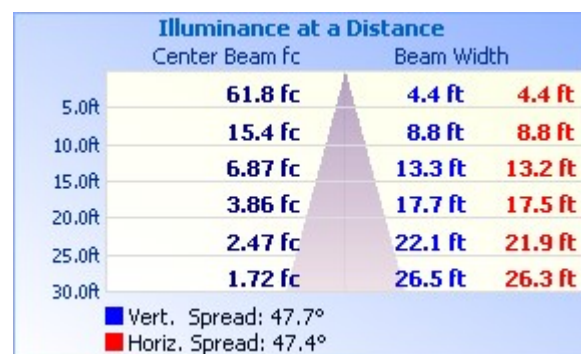 Illuminance at a Distance
Center Beam fc Beam Width
5.0ft 61.8 fc 4.4 ft 4.4 ft
10.0ft 15.4 fc 8.8 ft 8.8 ft
15.0ft 6.87 fc 13.3 ft 13.2 ft
20.0ft 3.86 fc 17.7 ft 17.5 ft
25.0ft 2.47 fc 22.1 ft 21.9 ft
30.0ft 1.72 fc 26.5 ft 26.3 ft
Vert. Spread: 47.7°
Horiz. Spread: 47.4°